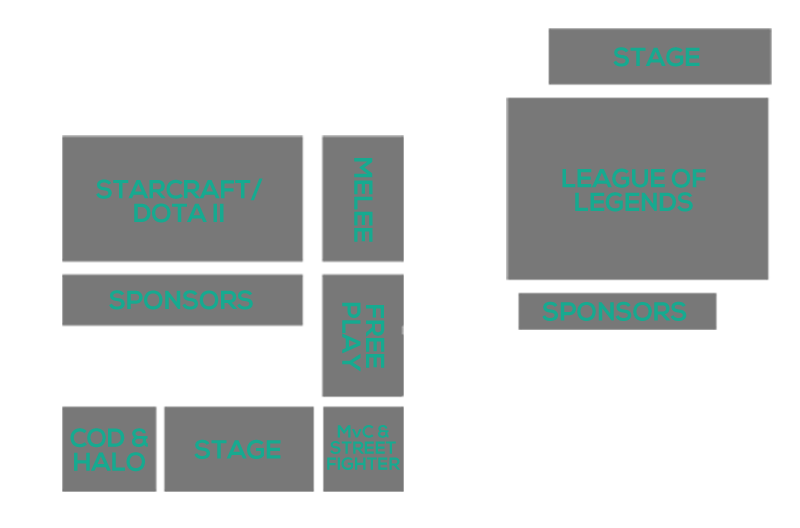 STAGE
LEAGUE OF
LEGENDS
SPONSORS
STARCRAFT/
DOTA II
MELEE
SPONSORS
FREE
PLAY
COD &
HALO
STAGE
MvC &
STREET
FIGHTER